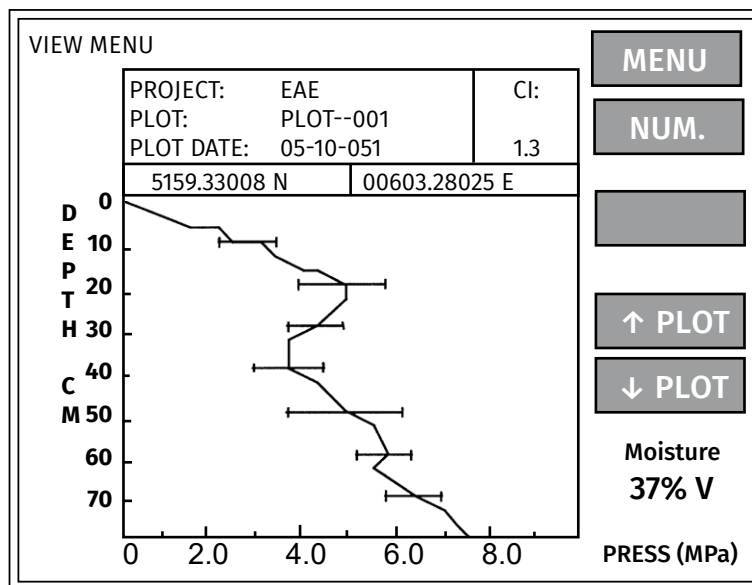 VIEW MENU
MENU
PROJECT: EAE CI:
PLOT: PLOT--001
NUM.
PLOT DATE: 05-10-051 1.3
5159.33008 N 00603.28025 E
DEPTH CM
0
10
20
30
40
50
60
70
↑ PLOT
↓ PLOT
Moisture
37% V
0 2.0 4.0 6.0 8.0 PRESS (MPa)